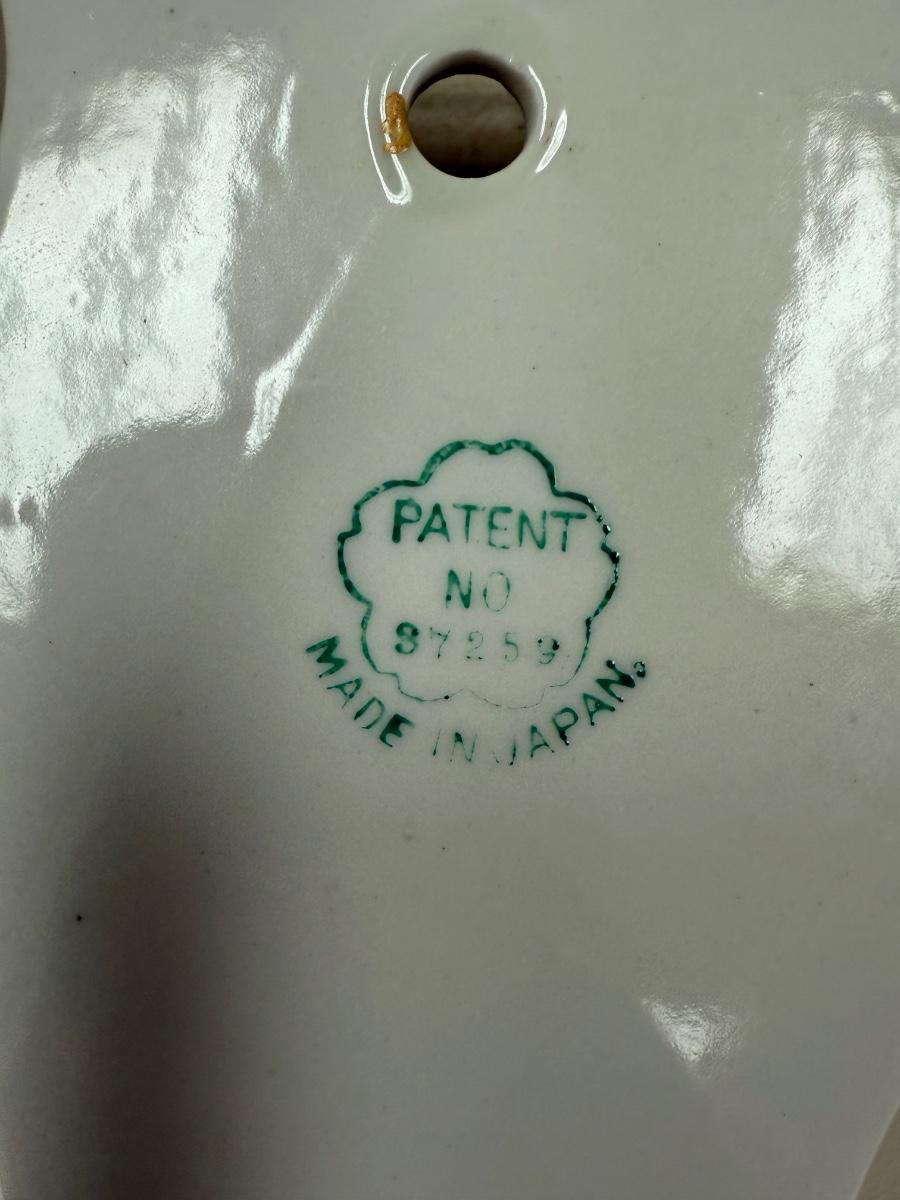 PATENT
NO
87259
MADE IN JAPAN.